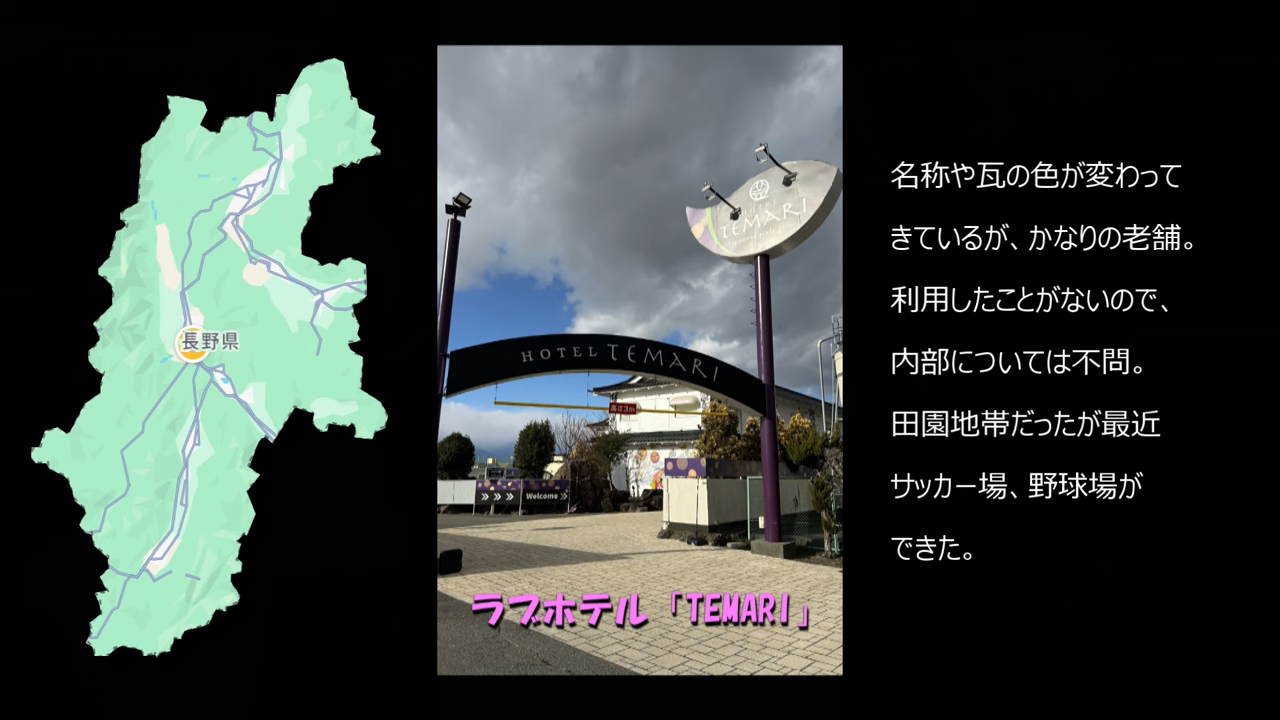 長野県
TEMARI
HOTEL TEMARI
高さ3m
Welcome
ラブホテル「TEMARI」
名称や瓦の色が変わって
きているが、かなりの老舗。
利用したことがないので、
内部については不問。
田園地帯だったが最近
サッカー場、野球場が
できた。